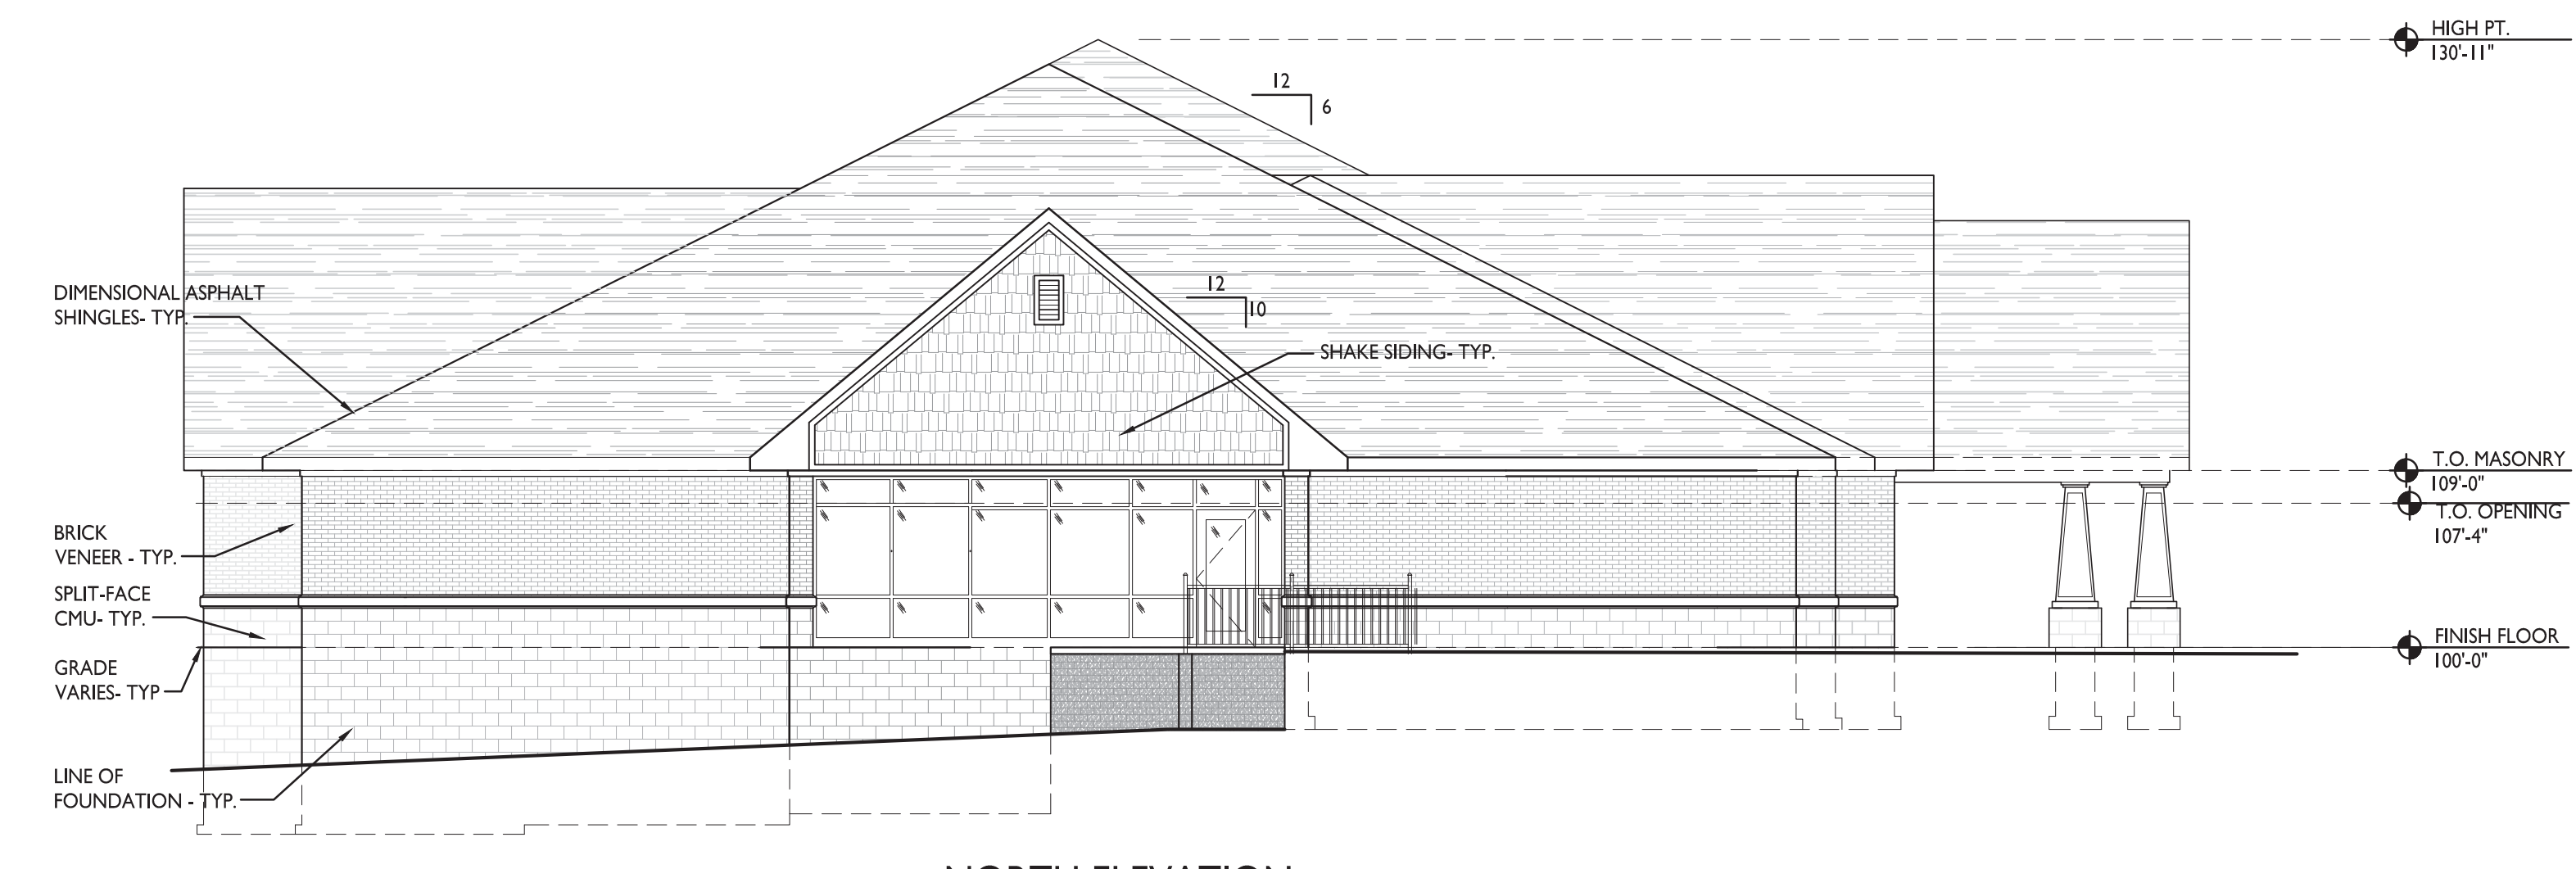 HIGH PT.
130'-11"
12
6
DIMENSIONAL ASPHALT
SHINGLES- TYP.
12
10
SHAKE SIDING- TYP.
T.O. MASONRY
109'-0"
T.O. OPENING
107'-4"
BRICK
VENEER - TYP.
SPLIT-FACE
CMU- TYP.
FINISH FLOOR
100'-0"
GRADE
VARIES- TYP
LINE OF
FOUNDATION - TYP.
NORTH ELEVATION